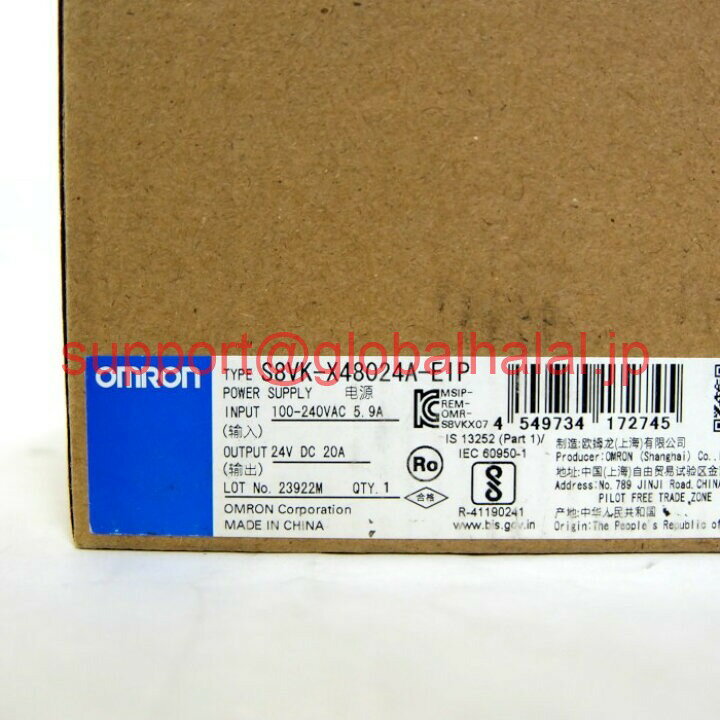 support@globalhalal.jp
OMRON
TYPE S8VK-X48024A-E1P
POWER SUPPLY 电源
INPUT 100-240VAC 5.9A
(输入)
OUTPUT 24V DC 20A
(输出)
LOT No. 23922M QTY. 1
OMRON Corporation
MADE IN CHINA
MSIP-
REM-
OMR-
S8VKX07
4 549734 172745
IS 13252 (Part 1)/
IEC 60950-1
Ro
合格
R-41190241
www.bis.gov.in
制造:欧姆龙(上海)有限公司
Producer:OMRON (Shanghai) Co.,
地址:中国(上海)自由贸易试验区金
Address:No. 789 JINJI Road,CHINA
PILOT FREE TRADE ZONE
产地:中华人民共和国
Origin:The People's Republic of